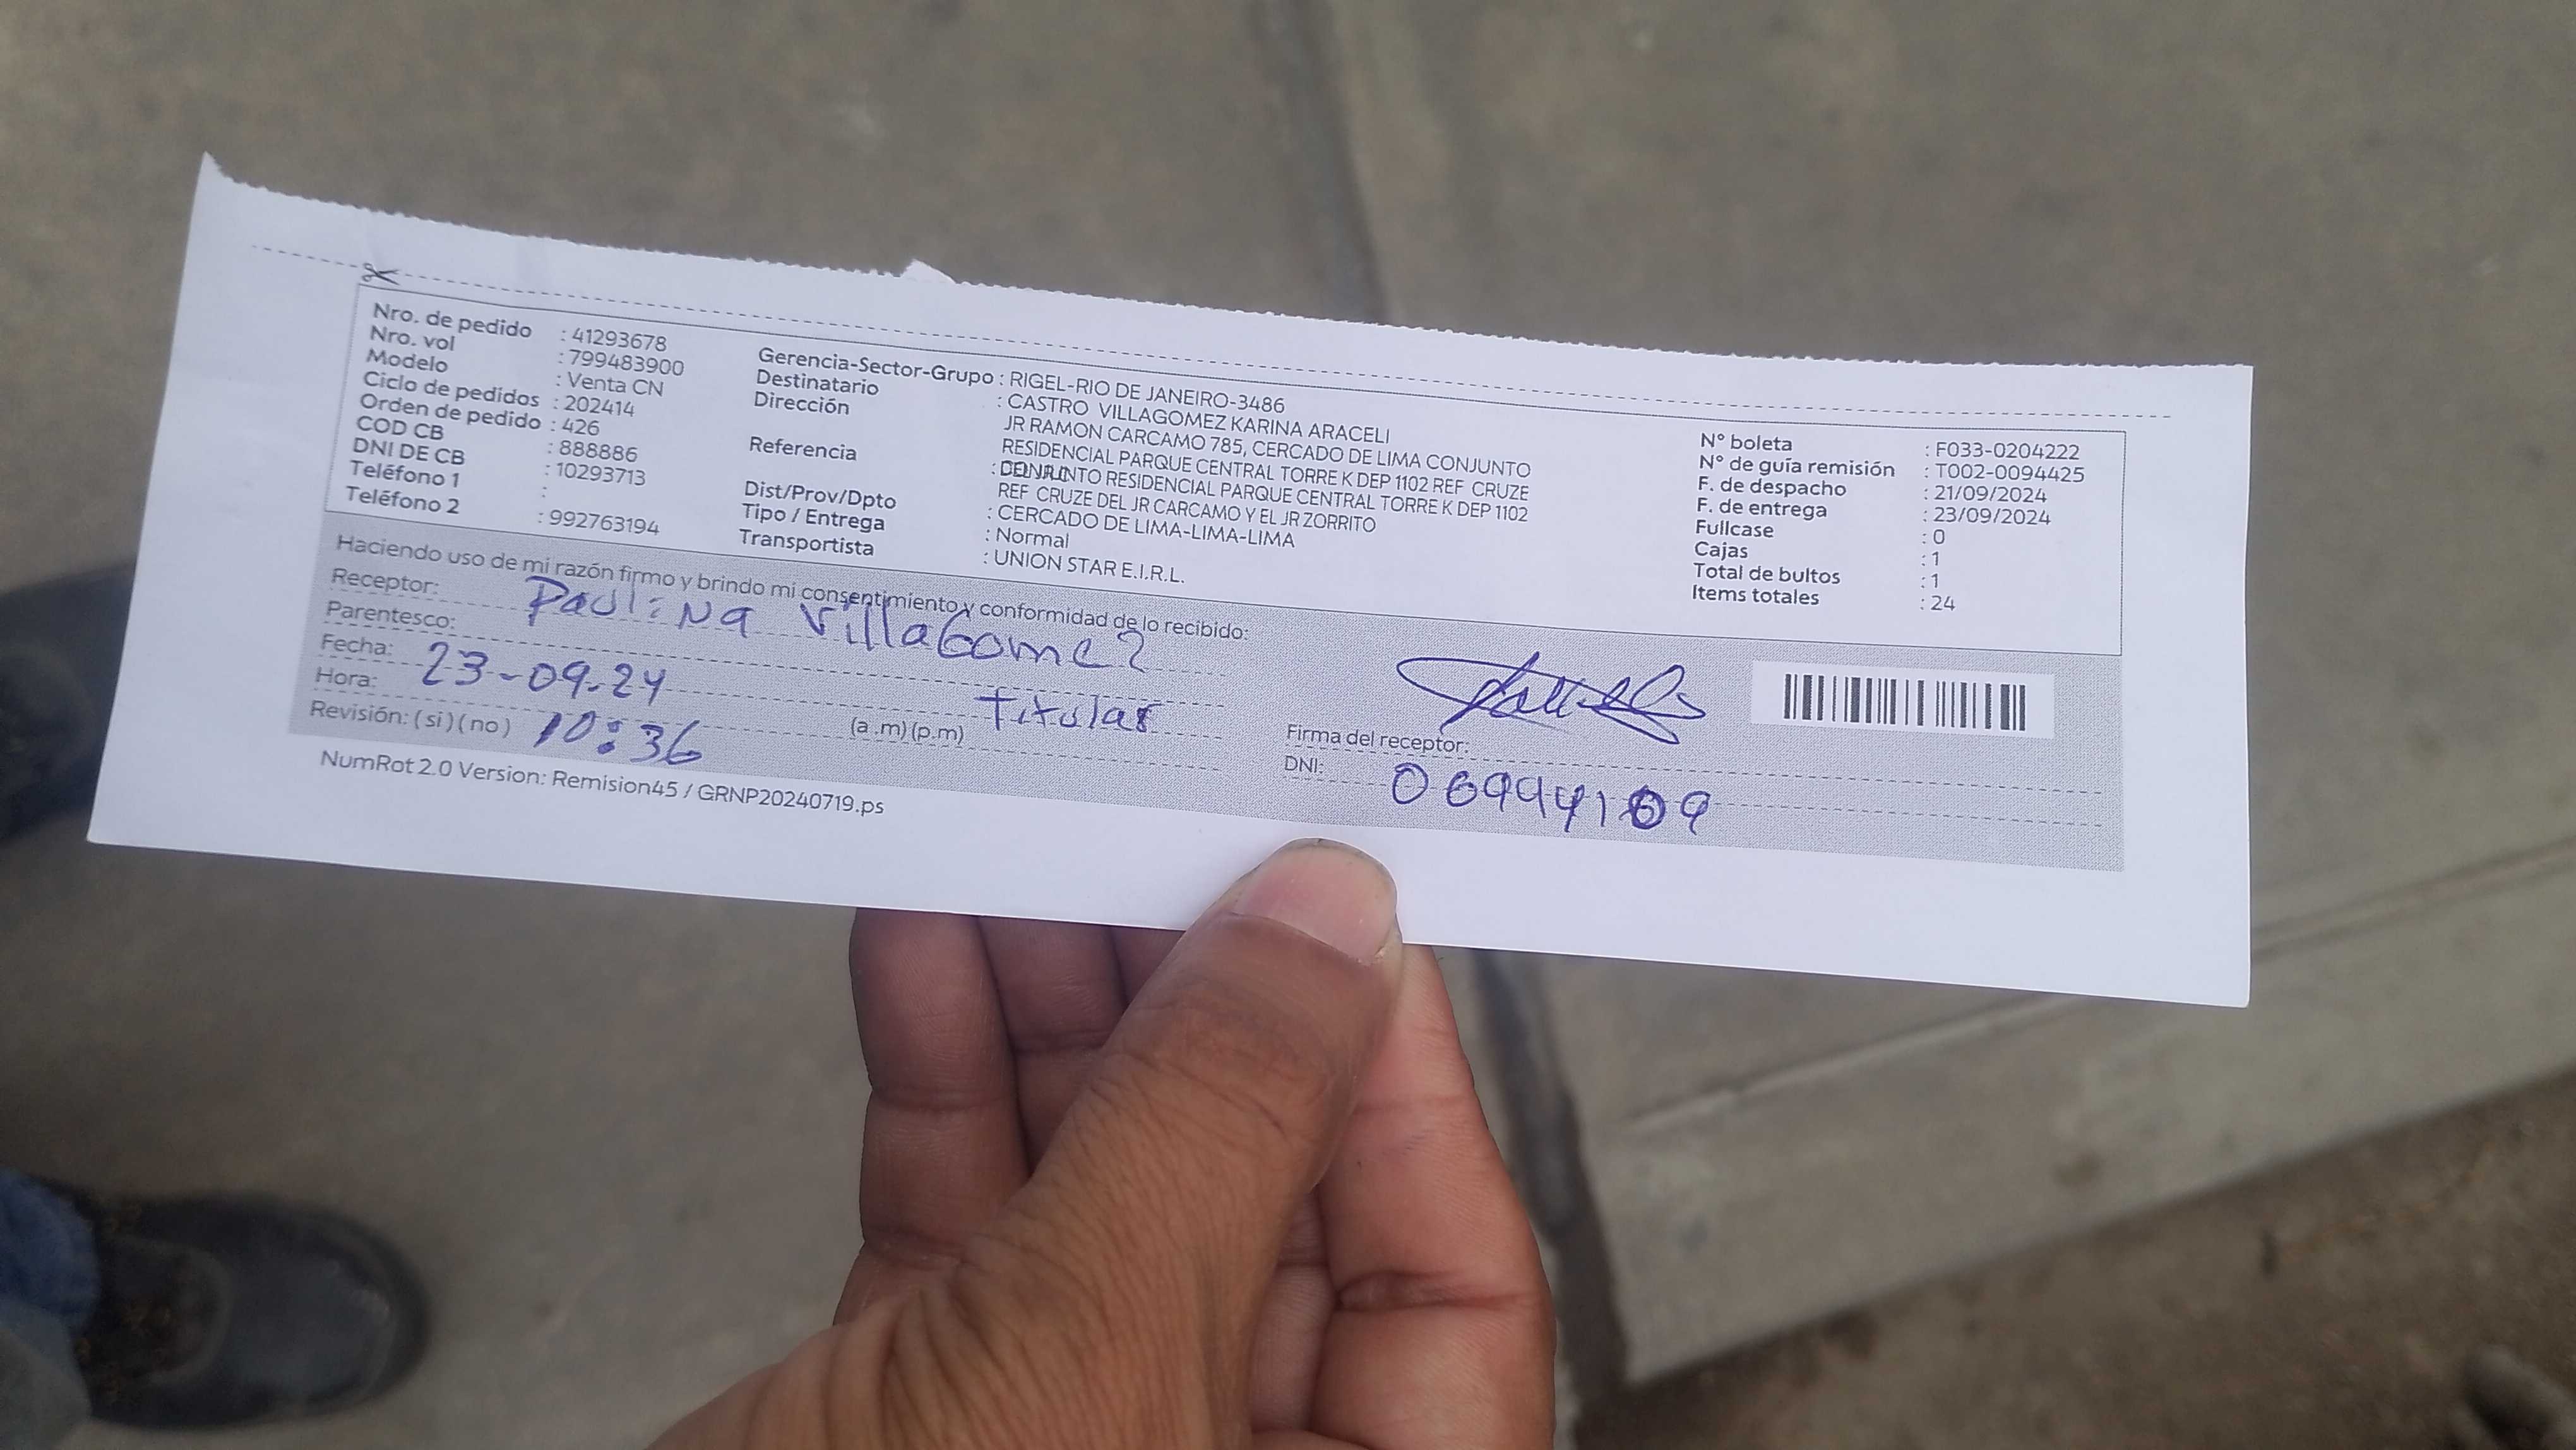 Nro. de pedido : 41293678
Nro. vol : 799483900
Modelo : Venta CN
Ciclo de pedidos : 202414
Orden de pedido : 426
COD CB : 888886
DNI DE CB : 10293713
Teléfono 1 :
Teléfono 2 : 992763194
Gerencia-Sector-Grupo : RIGEL-RIO DE JANEIRO-3486
Destinatario : CASTRO VILLAGOMEZ KARINA ARACELI
Dirección JR RAMON CARCAMO 785, CERCADO DE LIMA CONJUNTO
RESIDENCIAL PARQUE CENTRAL TORRE K DEP 1102 REF CRUZE
Referencia : CONJUNTO RESIDENCIAL PARQUE CENTRAL TORRE K DEP 1102
REF CRUZE DEL JR CARCAMO Y EL JR ZORRITO
Dist/Prov/Dpto : CERCADO DE LIMA-LIMA-LIMA
Tipo / Entrega : Normal
Transportista : UNION STAR E.I.R.L.
N° boleta : F033-0204222
N° de guía remisión : T002-0094425
F. de despacho : 21/09/2024
F. de entrega : 23/09/2024
Fullcase : 0
Cajas : 1
Total de bultos : 1
Items totales : 24
Haciendo uso de mi razón firmo y brindo mi consentimiento y conformidad de lo recibido:
Receptor: Paulina Villagomez
Parentesco: Titular
Fecha: 23-09-24
Hora: 10:36 (a .m) (p.m)
Revisión: ( si ) ( no )
Firma del receptor:
DNI: 06994109
NumRot 2.0 Version: Remision45 / GRNP20240719.ps